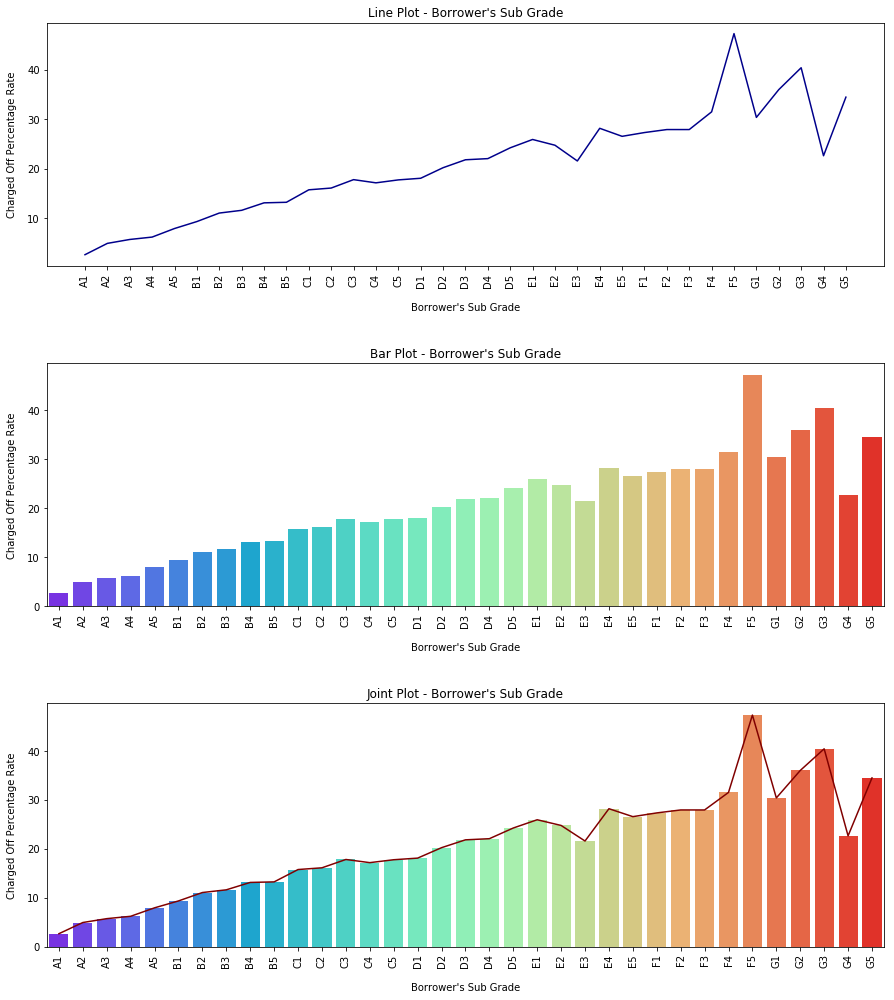 Line Plot - Borrower's Sub Grade
Charged Off Percentage Rate
40
30
20
10
A1 A2 A3 A4 A5 B1 B2 B3 B4 B5 C1 C2 C3 C4 C5 D1 D2 D3 D4 D5 E1 E2 E3 E4 E5 F1 F2 F3 F4 F5 G1 G2 G3 G4 G5
Borrower's Sub Grade
Bar Plot - Borrower's Sub Grade
Charged Off Percentage Rate
40
30
20
10
0
A1 A2 A3 A4 A5 B1 B2 B3 B4 B5 C1 C2 C3 C4 C5 D1 D2 D3 D4 D5 E1 E2 E3 E4 E5 F1 F2 F3 F4 F5 G1 G2 G3 G4 G5
Borrower's Sub Grade
Joint Plot - Borrower's Sub Grade
Charged Off Percentage Rate
40
30
20
10
0
A1 A2 A3 A4 A5 B1 B2 B3 B4 B5 C1 C2 C3 C4 C5 D1 D2 D3 D4 D5 E1 E2 E3 E4 E5 F1 F2 F3 F4 F5 G1 G2 G3 G4 G5
Borrower's Sub Grade